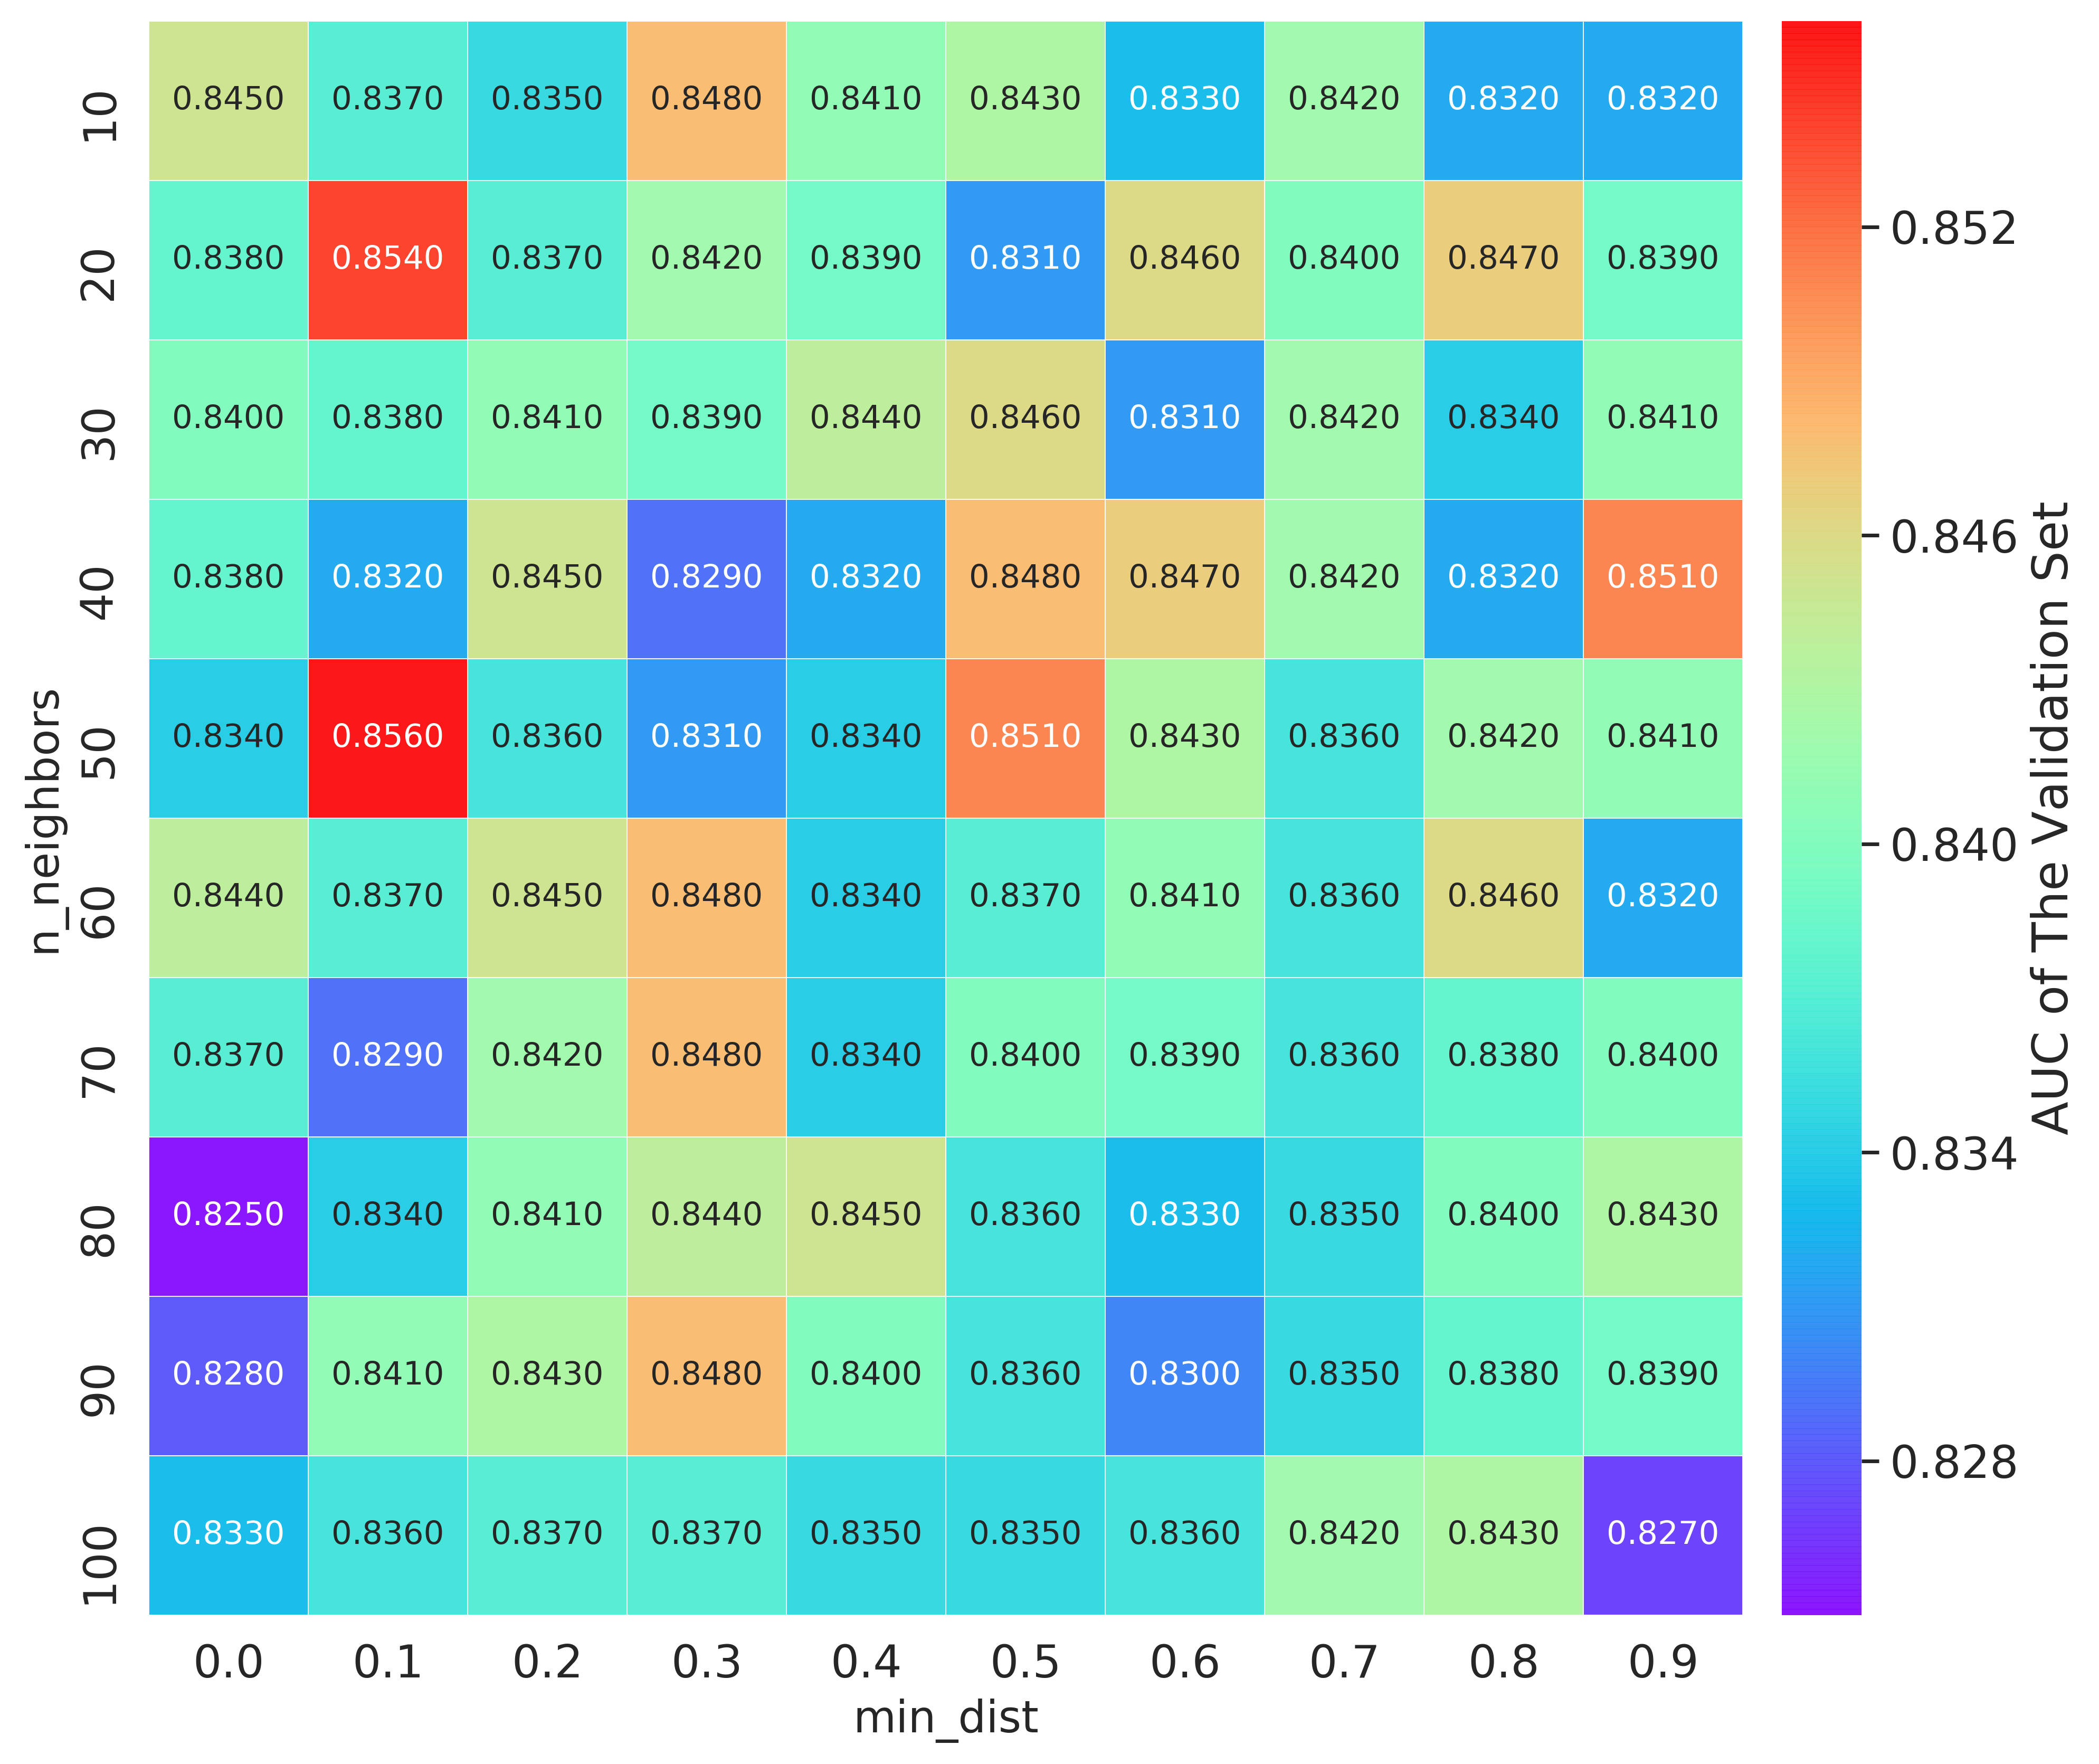 10 0.8450 0.8370 0.8350 0.8480 0.8410 0.8430 0.8330 0.8420 0.8320 0.8320
20 0.8380 0.8540 0.8370 0.8420 0.8390 0.8310 0.8460 0.8400 0.8470 0.8390
30 0.8400 0.8380 0.8410 0.8390 0.8440 0.8460 0.8310 0.8420 0.8340 0.8410
40 0.8380 0.8320 0.8450 0.8290 0.8320 0.8480 0.8470 0.8420 0.8320 0.8510
50 0.8340 0.8560 0.8360 0.8310 0.8340 0.8510 0.8430 0.8360 0.8420 0.8410
60 0.8440 0.8370 0.8450 0.8480 0.8340 0.8370 0.8410 0.8360 0.8460 0.8320
70 0.8370 0.8290 0.8420 0.8480 0.8340 0.8400 0.8390 0.8360 0.8380 0.8400
80 0.8250 0.8340 0.8410 0.8440 0.8450 0.8360 0.8330 0.8350 0.8400 0.8430
90 0.8280 0.8410 0.8430 0.8480 0.8400 0.8360 0.8300 0.8350 0.8380 0.8390
100 0.8330 0.8360 0.8370 0.8370 0.8350 0.8350 0.8360 0.8420 0.8430 0.8270
0.0 0.1 0.2 0.3 0.4 0.5 0.6 0.7 0.8 0.9
min_dist
n_neighbors
0.852
0.846
0.840
0.834
0.828
AUC of The Validation Set